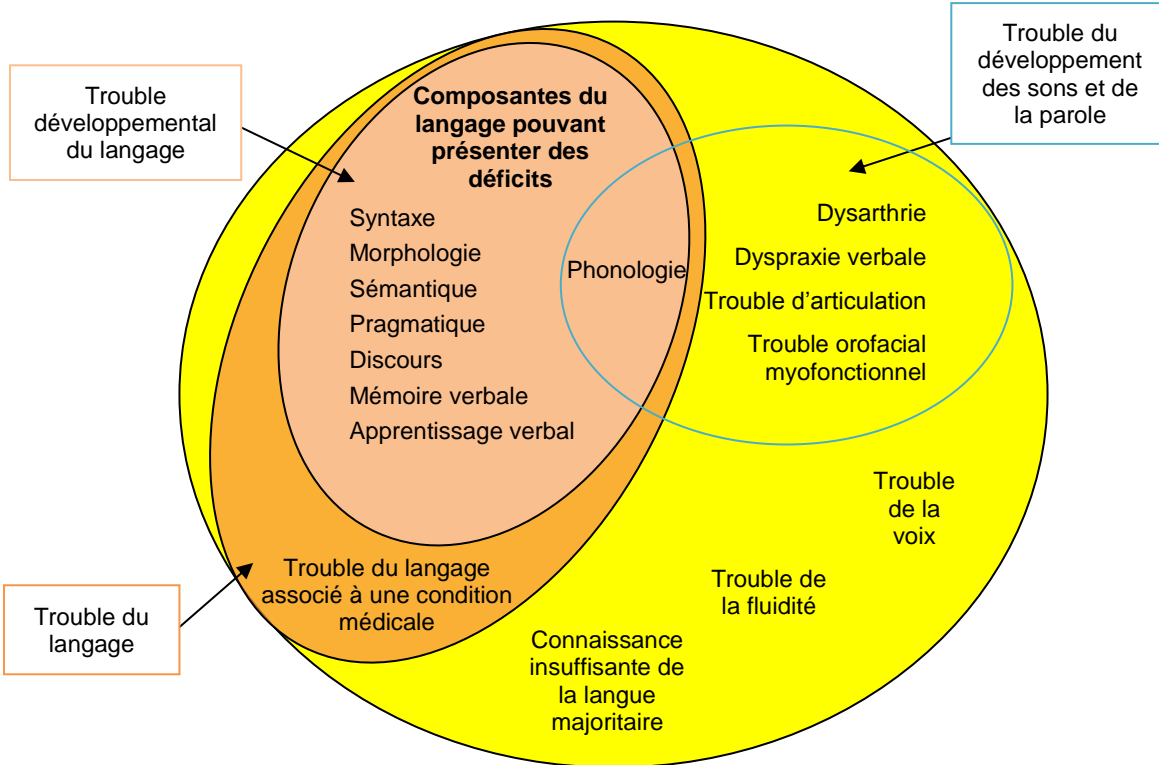 Trouble
développemental
du langage
Composantes du
langage pouvant
présenter des
déficits
Trouble du
développement
des sons et de
la parole
Syntaxe
Morphologie
Sémantique
Pragmatique
Discours
Mémoire verbale
Apprentissage verbal
Phonologie
Dysarthrie
Dyspraxie verbale
Trouble d’articulation
Trouble orofacial
myofonctionnel
Trouble
de la
voix
Trouble de
la fluidité
Connaissance
insuffisante de
la langue
majoritaire
Trouble du langage
associé à une condition
médicale
Trouble du
langage